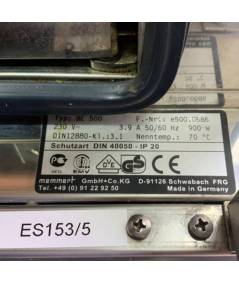 Typ: BE 500 F.-Nr.: e500.0586
230 V~ 3.9 A 50/60 Hz 900 W
DIN12880-Kl.:3.1 Nenntemp.: 70 °C
Schutzart DIN 40050 - IP 20
memmert GmbH+Co.KG D-91126 Schwabach FRG
Tel. +49 (0) 91 22 92 50 Made in Germany
ES153/5